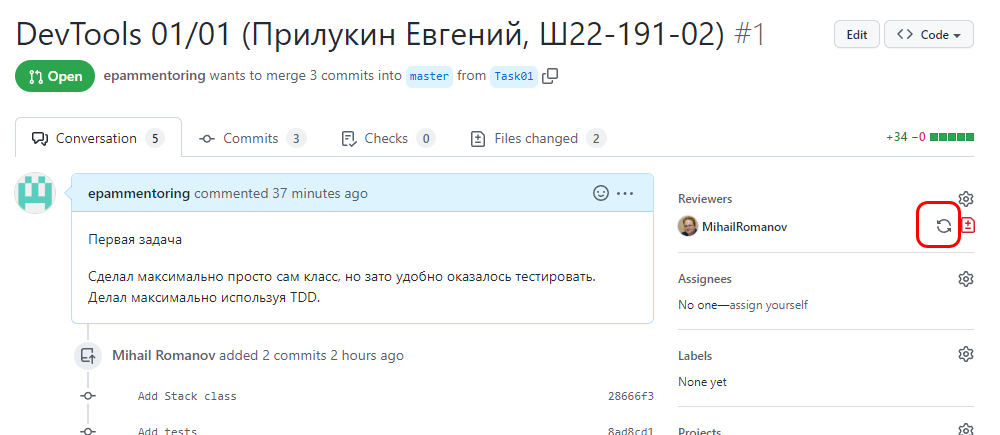 DevTools 01/01 (Прилукин Евгений, Ш22-191-02) #1
Edit
Code
Open
epammentoring wants to merge 3 commits into master from Task01
Conversation 5
Commits 3
Checks 0
Files changed 2
+34 −0
epammentoring commented 37 minutes ago
Первая задача
Сделал максимально просто сам класс, но зато удобно оказалось тестировать.
Делал максимально используя TDD.
Mihail Romanov added 2 commits 2 hours ago
Add Stack class 28666f3
Add tests 8ad8cd1
Reviewers
MihailRomanov
Assignees
No one—assign yourself
Labels
None yet
Projects